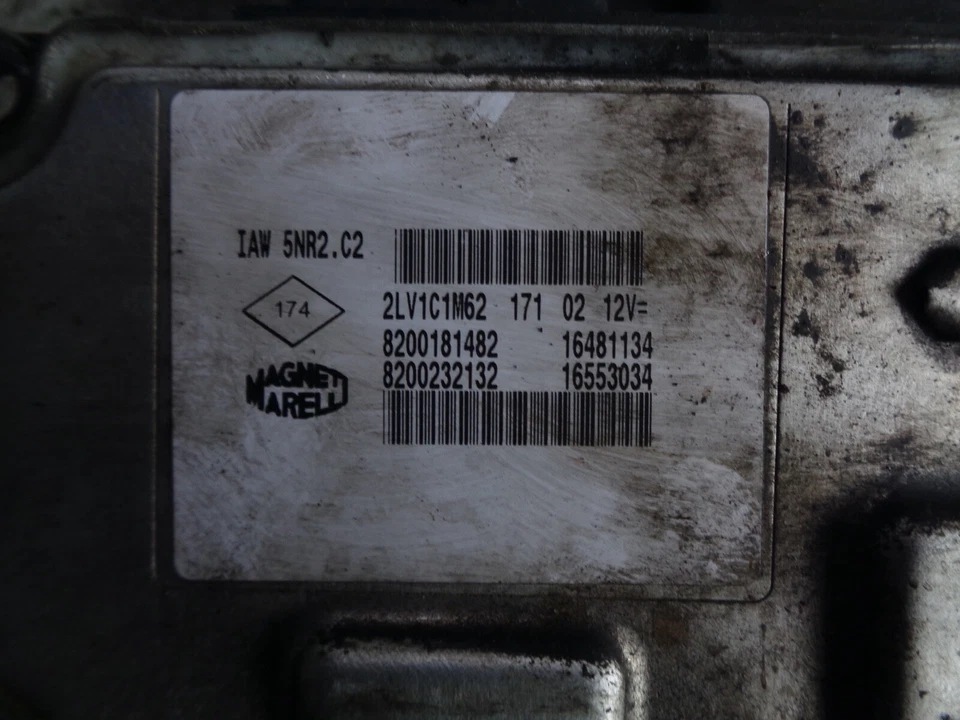 IAW 5NR2.C2
174
2LV1C1M62 171 02 12V=
8200181482 16481134
8200232132 16553034
MAGNETI
MARELLI